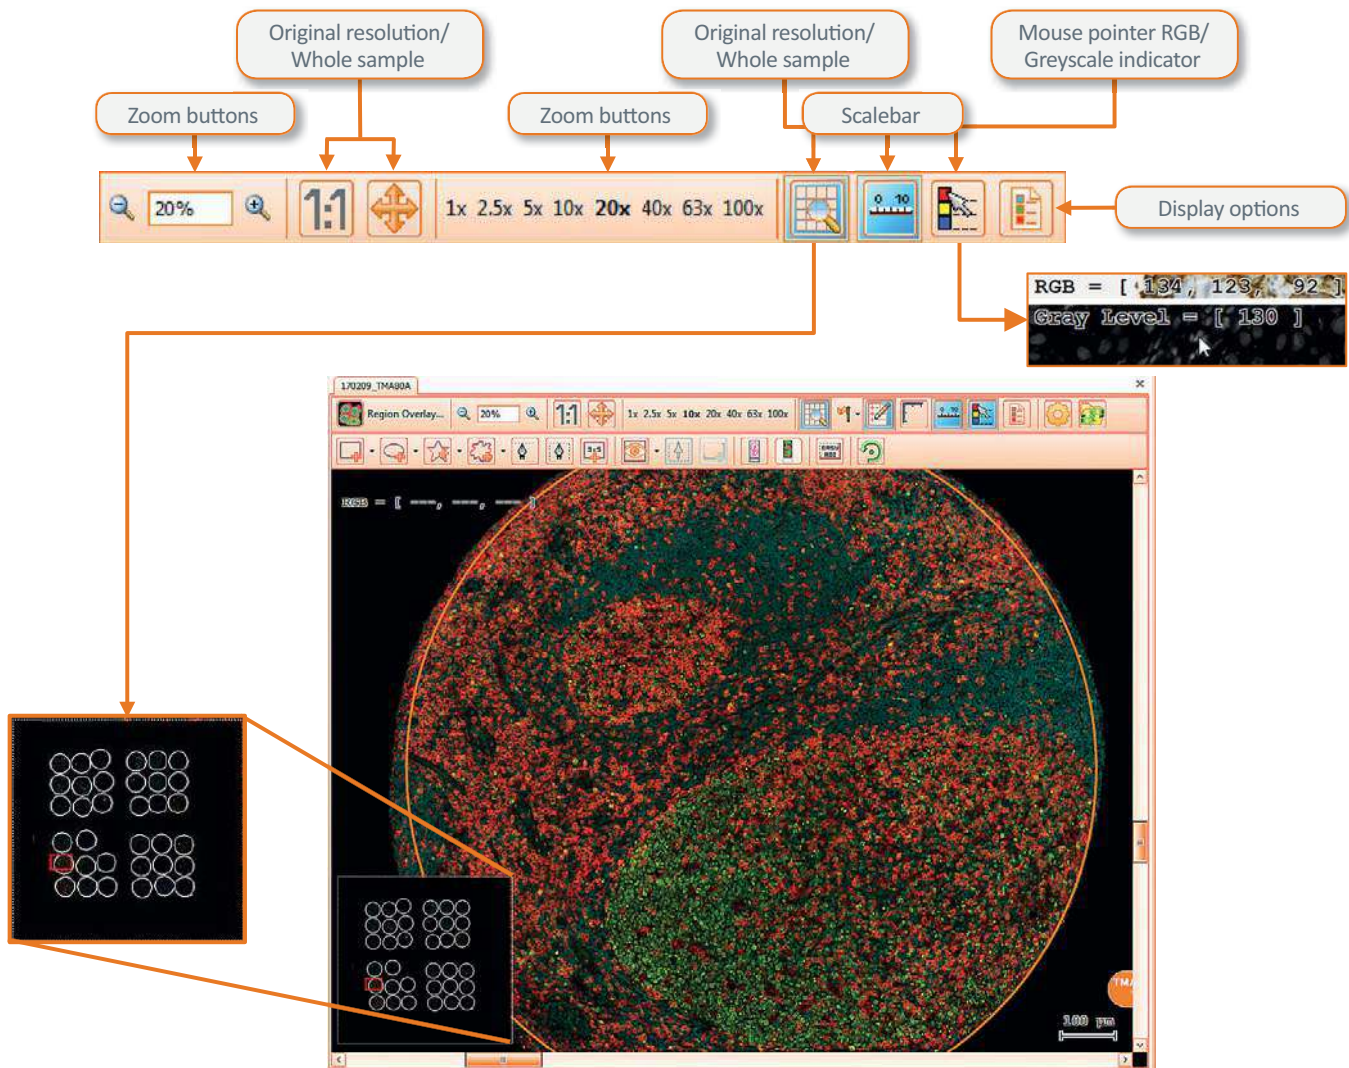 Original resolution/
Whole sample
Original resolution/
Whole sample
Mouse pointer RGB/
Greyscale indicator
Zoom buttons
Zoom buttons
Scalebar
20%
1:1
1x 2.5x 5x 10x 20x 40x 63x 100x
0 10
Display options
RGB = [ 134, 123, 92 ]
Gray Level = [ 130 ]
170209_TMA80A
Region Overlay...
20%
1:1
1x 2.5x 5x 10x 20x 40x 63x 100x
RGB = [ ---, ---, --- ]
TMA
100 µm